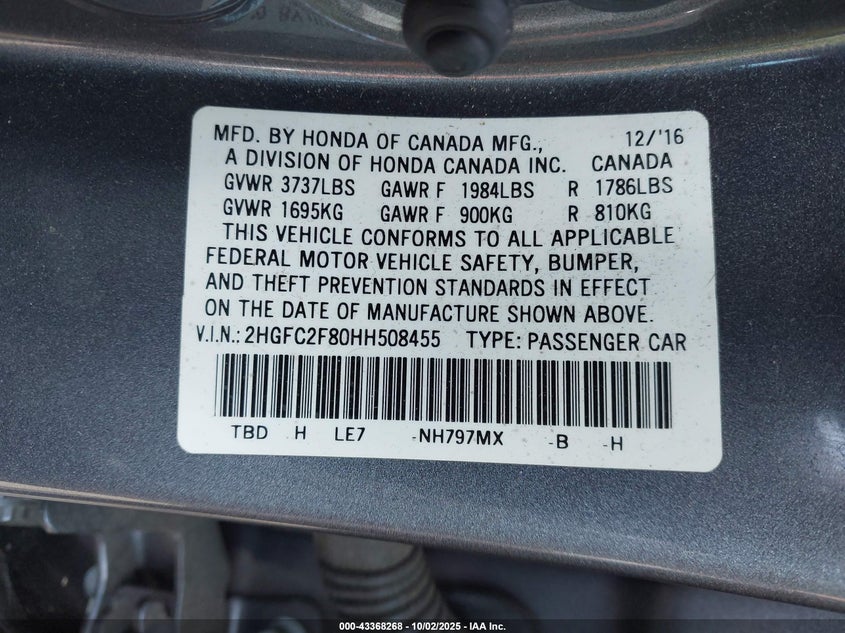 MFD. BY HONDA OF CANADA MFG., 12/'16
A DIVISION OF HONDA CANADA INC. CANADA
GVWR 3737LBS GAWR F 1984LBS R 1786LBS
GVWR 1695KG GAWR F 900KG R 810KG
THIS VEHICLE CONFORMS TO ALL APPLICABLE
FEDERAL MOTOR VEHICLE SAFETY, BUMPER,
AND THEFT PREVENTION STANDARDS IN EFFECT
ON THE DATE OF MANUFACTURE SHOWN ABOVE.
V.I.N.: 2HGFC2F80HH508455 TYPE: PASSENGER CAR
TBD H LE7 -NH797MX -B -H
000-43368268 - 10/02/2025 - IAA Inc.